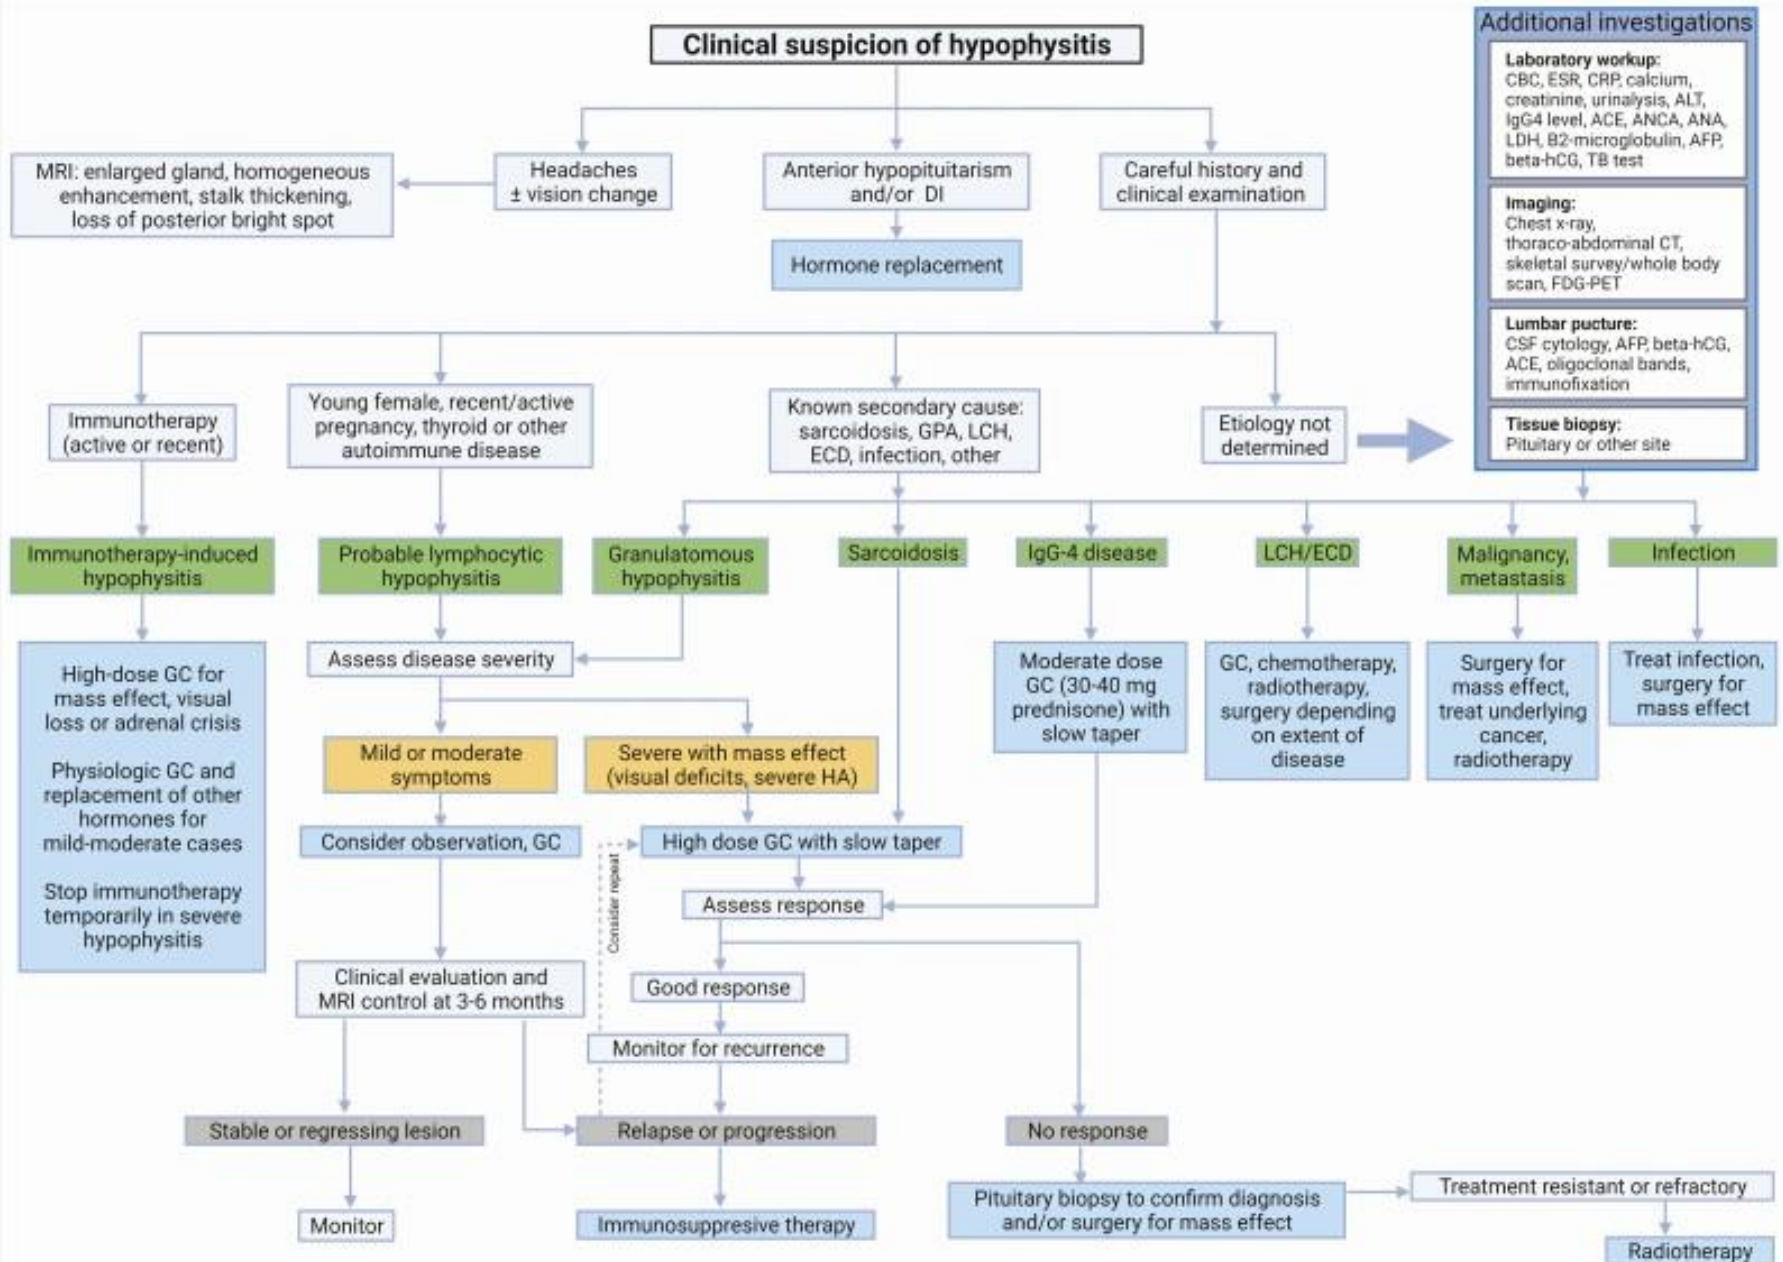 Clinical suspicion of hypophysitis
Headaches
± vision change
MRI: enlarged gland, homogeneous
enhancement, stalk thickening,
loss of posterior bright spot
Anterior hypopituitarism
and/or DI
Hormone replacement
Careful history and
clinical examination
Additional investigations
Laboratory workup:
CBC, ESR, CRP, calcium,
creatinine, urinalysis, ALT,
IgG4 level, ACE, ANCA, ANA,
LDH, B2-microglobulin, AFP,
beta-hCG, TB test
Imaging:
Chest x-ray,
thoraco-abdominal CT,
skeletal survey/whole body
scan, FDG-PET
Lumbar pucture:
CSF cytology, AFP, beta-hCG,
ACE, oligoclonal bands,
immunofixation
Tissue biopsy:
Pituitary or other site
Immunotherapy
(active or recent)
Young female, recent/active
pregnancy, thyroid or other
autoimmune disease
Known secondary cause:
sarcoidosis, GPA, LCH,
ECD, infection, other
Etiology not
determined
Immunotherapy-induced
hypophysitis
Probable lymphocytic
hypophysitis
Granulatomous
hypophysitis
Sarcoidosis
IgG-4 disease
LCH/ECD
Malignancy,
metastasis
Infection
High-dose GC for
mass effect, visual
loss or adrenal crisis
Physiologic GC and
replacement of other
hormones for
mild-moderate cases
Stop immunotherapy
temporarily in severe
hypophysitis
Assess disease severity
Moderate dose
GC (30-40 mg
prednisone) with
slow taper
GC, chemotherapy,
radiotherapy,
surgery depending
on extent of
disease
Surgery for
mass effect,
treat underlying
cancer,
radiotherapy
Treat infection,
surgery for
mass effect
Mild or moderate
symptoms
Severe with mass effect
(visual deficits, severe HA)
Consider observation, GC
High dose GC with slow taper
Consider repeat
Assess response
Clinical evaluation and
MRI control at 3-6 months
Good response
Monitor for recurrence
Stable or regressing lesion
Relapse or progression
No response
Monitor
Immunosuppresive therapy
Pituitary biopsy to confirm diagnosis
and/or surgery for mass effect
Treatment resistant or refractory
Radiotherapy